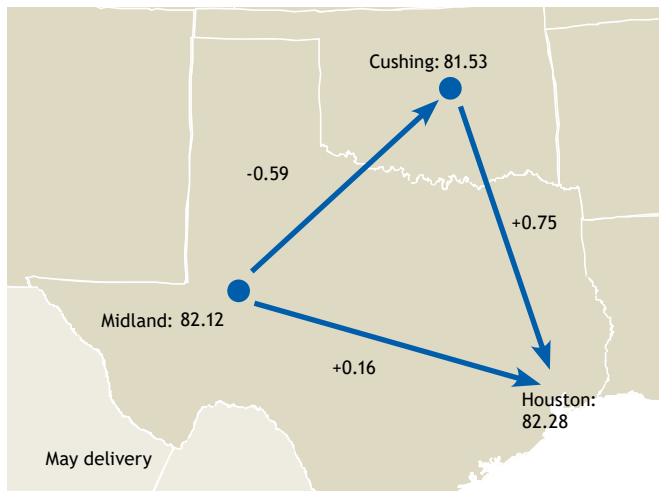 Cushing: 81.53
-0.59
+0.75
Midland: 82.12
+0.16
Houston:
82.28
May delivery